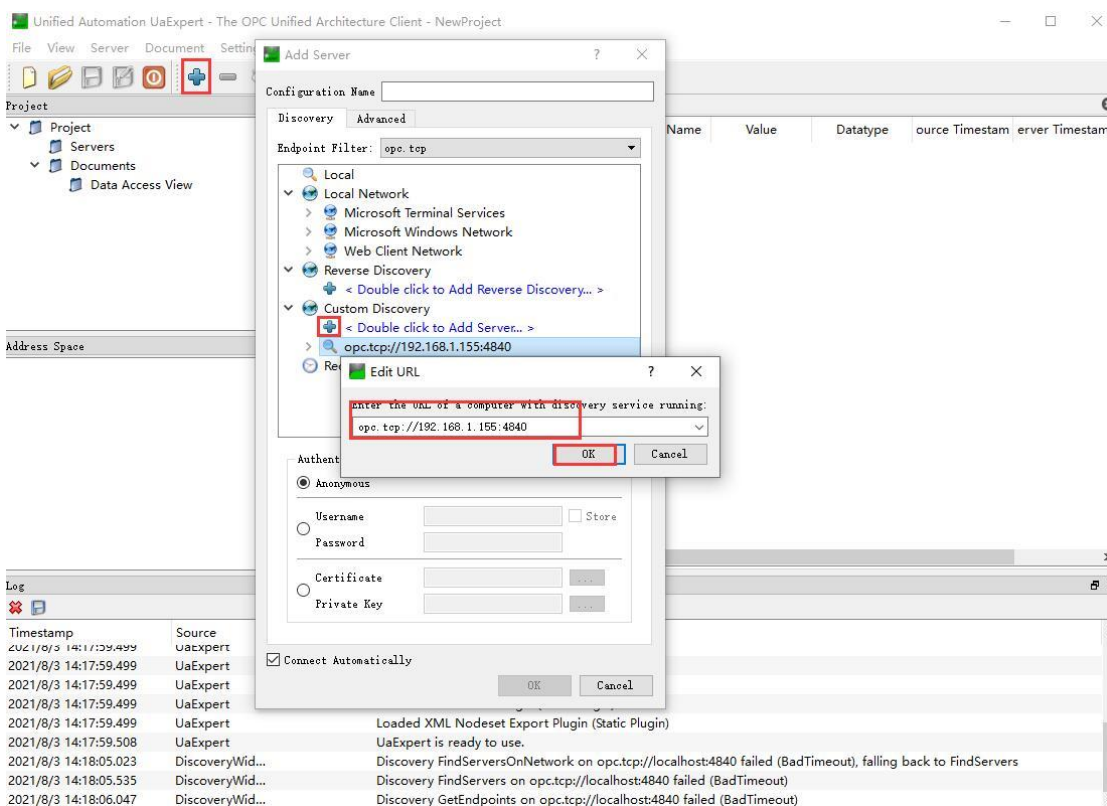 Unified Automation UaExpert - The OPC Unified Architecture Client - NewProject
File View Server Document Settin
Add Server
?
Configuration Name
Project
Discovery Advanced
Project
Servers
Documents
Data Access View
Name Value Datatype ource Timestam erver Timestam
Endpoint Filter: opc.tcp
Local
Local Network
Microsoft Terminal Services
Microsoft Windows Network
Web Client Network
Reverse Discovery
< Double click to Add Reverse Discovery... >
Custom Discovery
< Double click to Add Server... >
opc.tcp://192.168.1.155:4840
Address Space
Re
Edit URL
?
Enter the URL of a computer with discovery service running:
opc.tcp://192.168.1.155:4840
OK Cancel
Authent
Anonymous
Username
Store
Password
Certificate
...
Private Key
...
Connect Automatically
OK Cancel
Log
Timestamp Source
2021/8/3 14:17:59.499 UaExpert
2021/8/3 14:17:59.499 UaExpert
2021/8/3 14:17:59.499 UaExpert
2021/8/3 14:17:59.499 UaExpert
2021/8/3 14:17:59.499 UaExpert Loaded XML Nodeset Export Plugin (Static Plugin)
2021/8/3 14:17:59.508 UaExpert UaExpert is ready to use.
2021/8/3 14:18:05.023 DiscoveryWid... Discovery FindServersOnNetwork on opc.tcp://localhost:4840 failed (BadTimeout), falling back to FindServers
2021/8/3 14:18:05.535 DiscoveryWid... Discovery FindServers on opc.tcp://localhost:4840 failed (BadTimeout)
2021/8/3 14:18:06.047 DiscoveryWid... Discovery GetEndpoints on opc.tcp://localhost:4840 failed (BadTimeout)